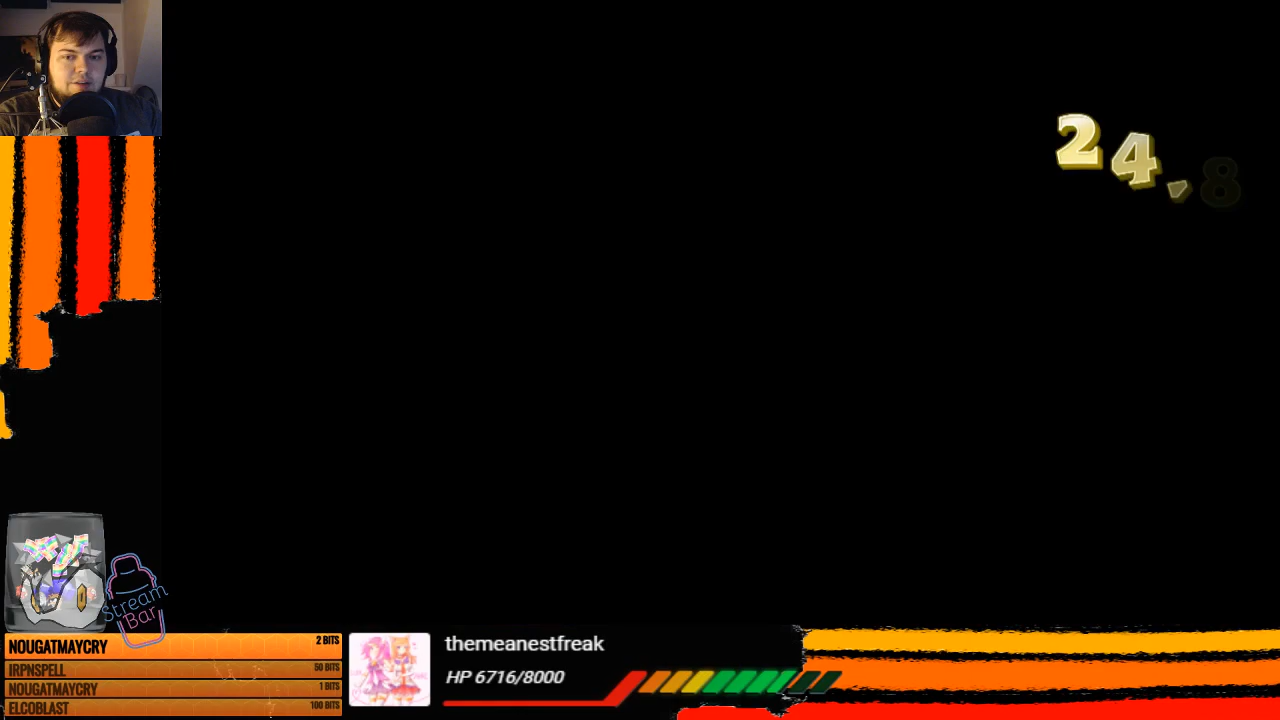 24.8
Stream
Bar
NOUGATMAYCRY 2 BITS
IRPNSPELL 50 BITS
NOUGATMAYCRY 1 BITS
ELCOBLAST 100 BITS
themeanestfreak
HP 6716/8000